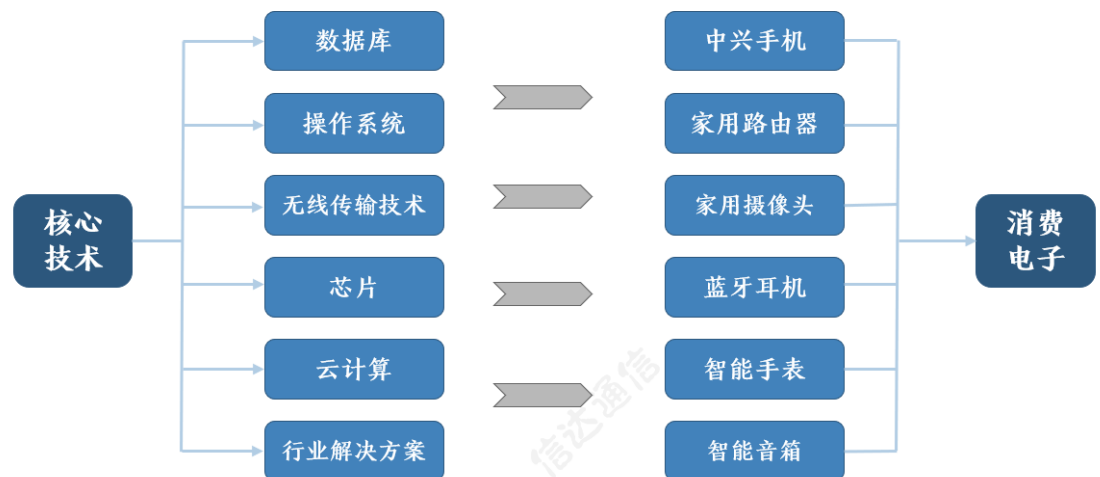 核心
技术
数据库
操作系统
无线传输技术
芯片
云计算
行业解决方案
中兴手机
家用路由器
家用摄像头
蓝牙耳机
智能手表
智能音箱
消费
电子
信达通信